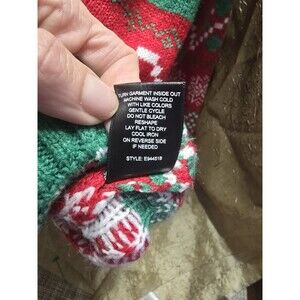 TURN GARMENT INSIDE OUT
MACHINE WASH COLD
WITH LIKE COLORS
GENTLE CYCLE
DO NOT BLEACH
RESHAPE
LAY FLAT TO DRY
COOL IRON
ON REVERSE SIDE
IF NEEDED
STYLE: E944519